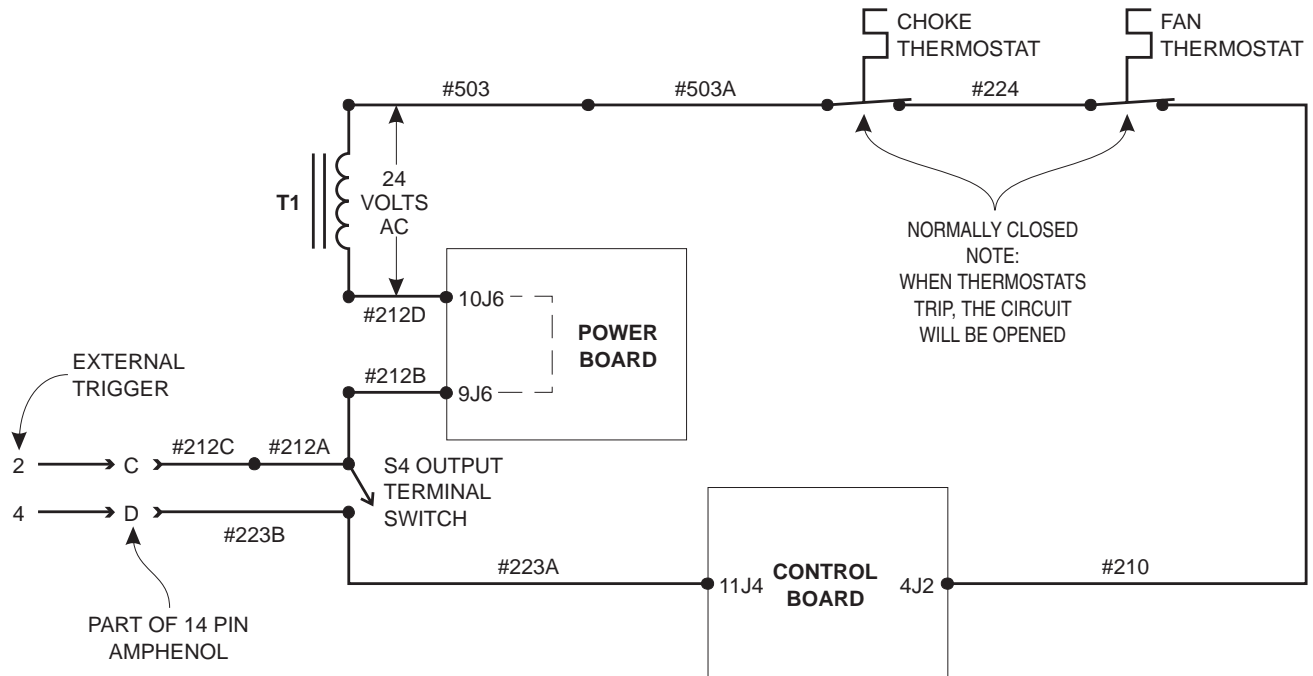 CHOKE
THERMOSTAT
FAN
THERMOSTAT
#503
#503A
#224
T1
24
VOLTS
AC
NORMALLY CLOSED
NOTE:
WHEN THERMOSTATS
TRIP, THE CIRCUIT
WILL BE OPENED
#212D
10J6
POWER
BOARD
EXTERNAL
TRIGGER
#212B
9J6
2
C
#212C
#212A
S4 OUTPUT
TERMINAL
SWITCH
4
D
#223B
#223A
11J4
CONTROL
BOARD
4J2
#210
PART OF 14 PIN
AMPHENOL